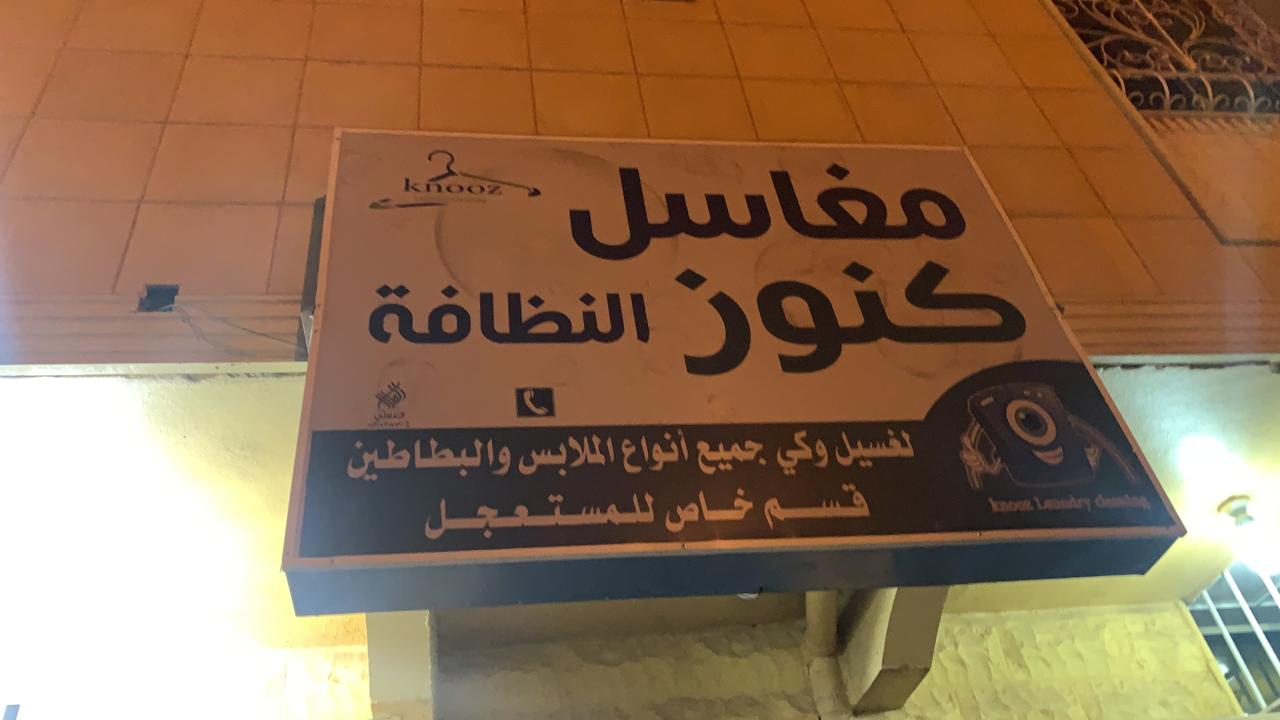 knooz
مغاسل
كنوز النظافة
لغسيل وكي جميع أنواع الملابس والبطاطين
قسم خاص للمستعجل
knooz Laundry cleaning